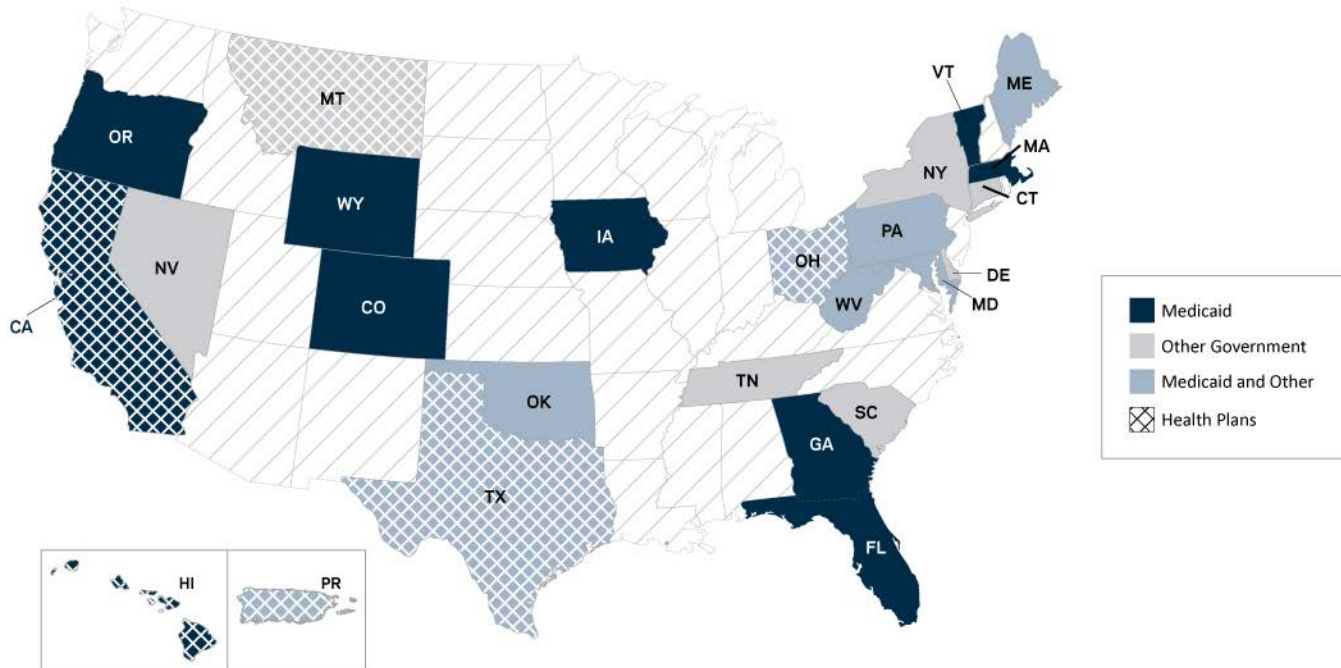 VT
ME
MT
OR
MA
NY
CT
WY
IA
PA
NV
OH
DE
CO
WV
MD
CA
TN
OK
SC
GA
TX
FL
HI
PR
Medicaid
Other Government
Medicaid and Other
Health Plans